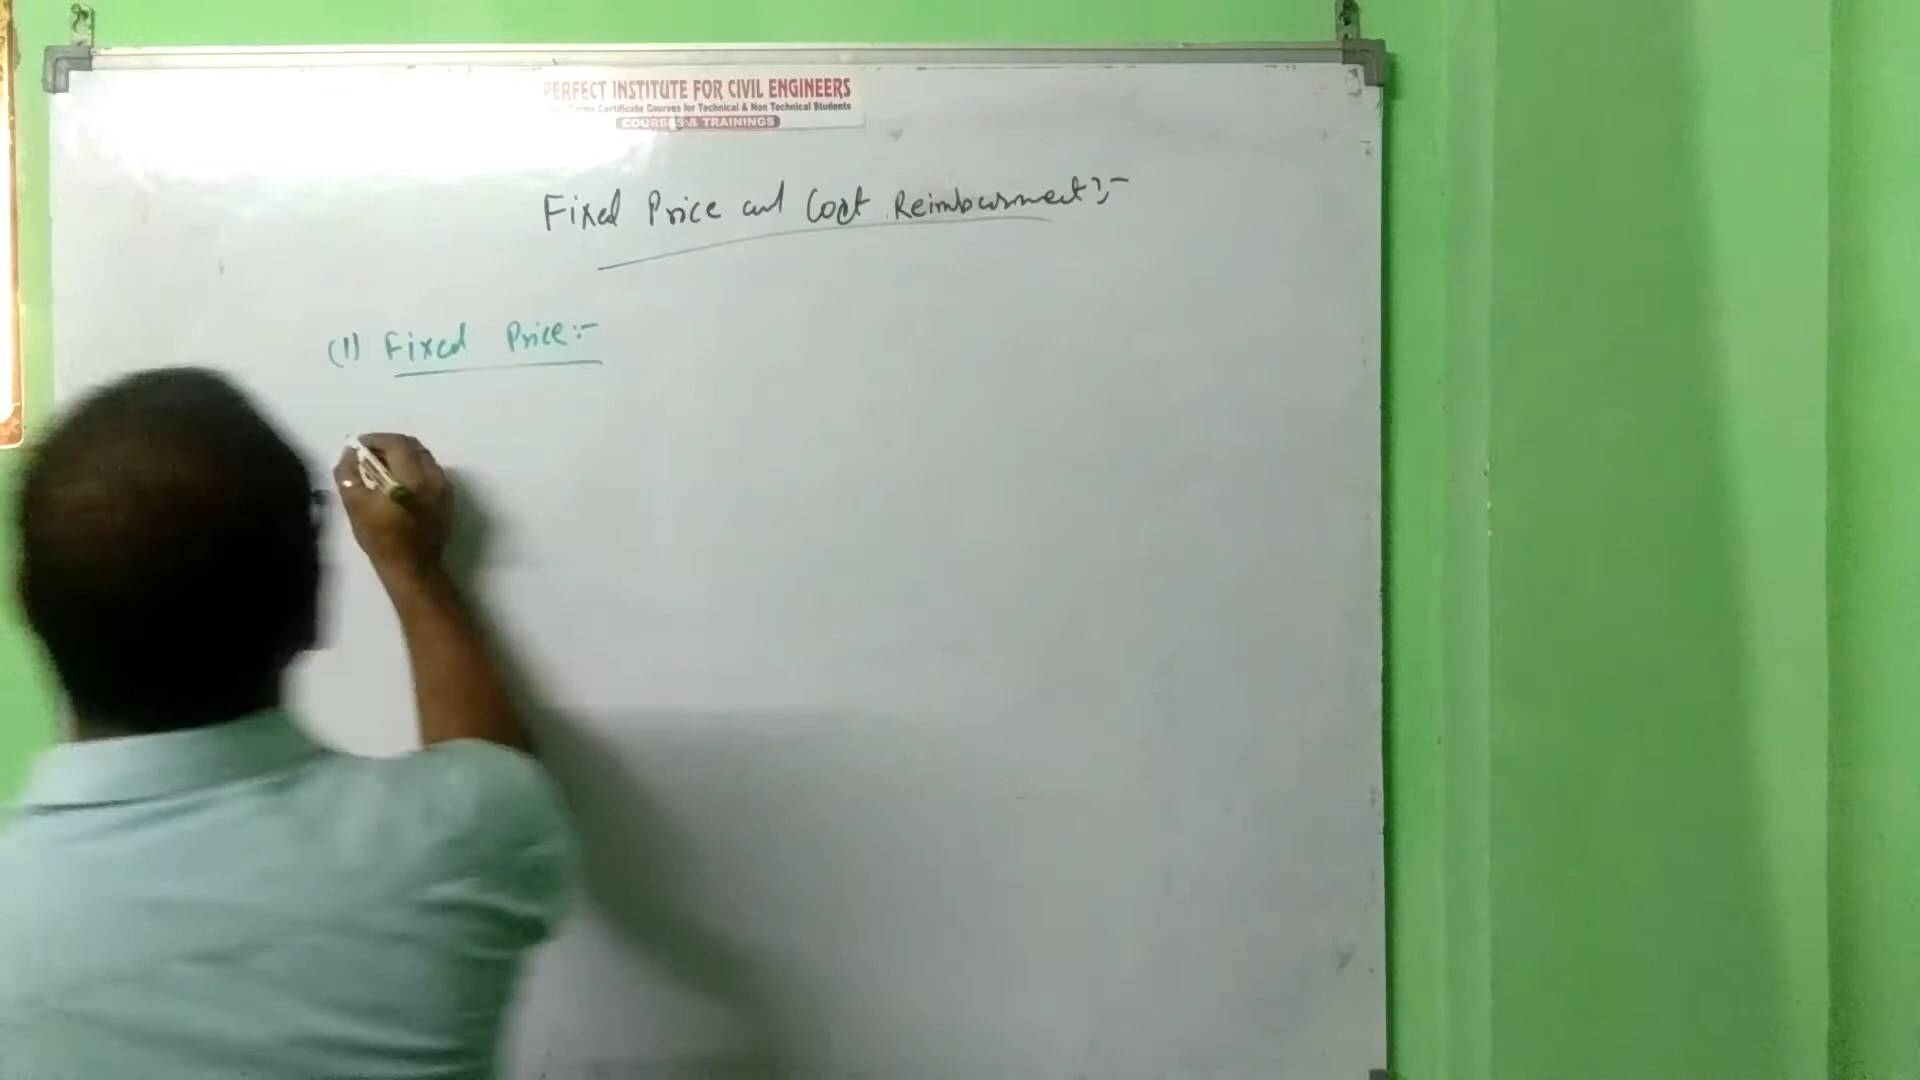 PERFECT INSTITUTE FOR CIVIL ENGINEERS
Certificate Courses for Technical & Non Technical Students
COURSES & TRAININGS
Fixed Price and Cost Reimbursment :-
(1) Fixed Price :-